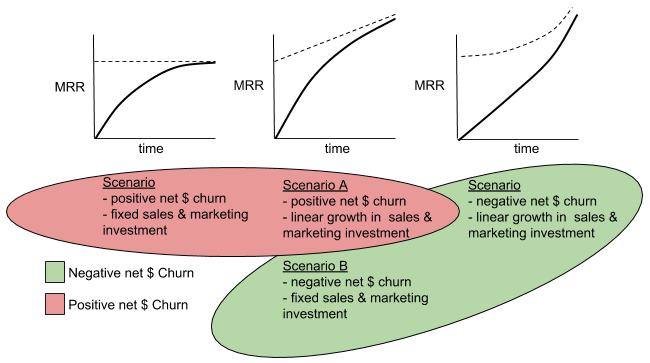 MRR
MRR
MRR
time
time
time
Scenario
- positive net $ churn
- fixed sales & marketing
investment
Scenario A
- positive net $ churn
- linear growth in sales &
marketing investment
Scenario
- negative net $ churn
- linear growth in sales &
marketing investment
Scenario B
- negative net $ churn
- fixed sales & marketing
investment
Negative net $ Churn
Positive net $ Churn